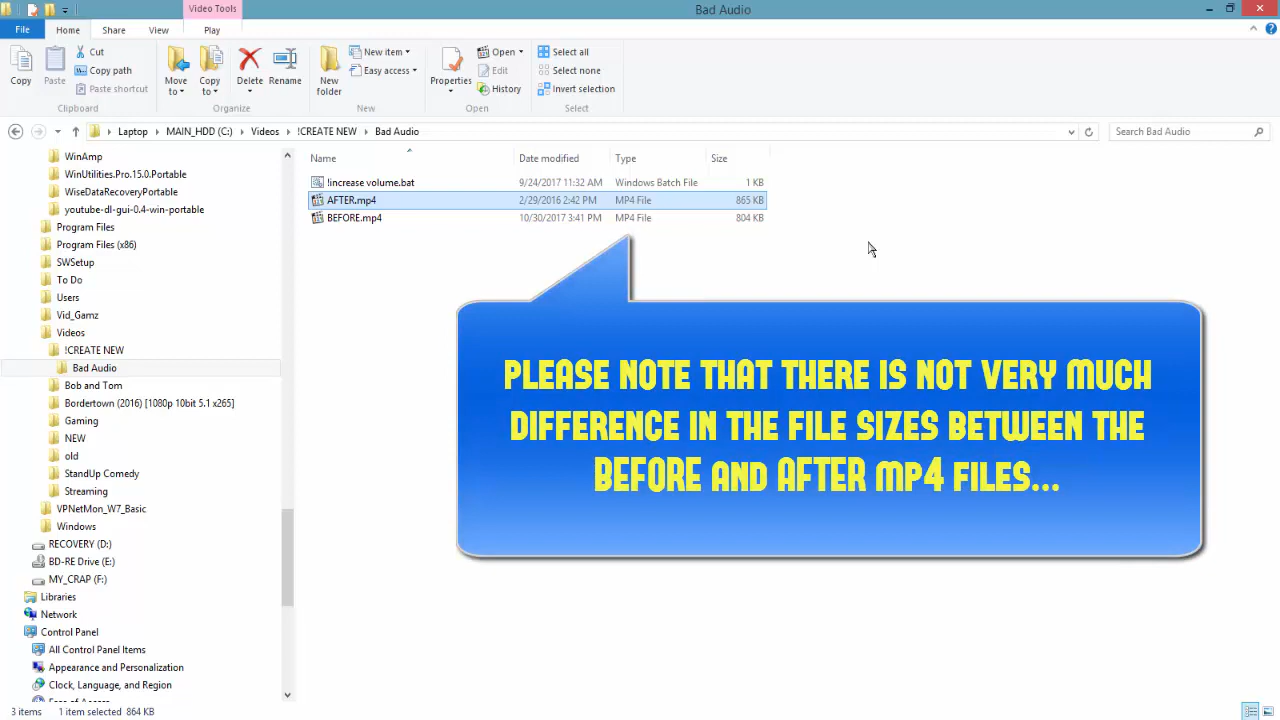 Video Tools
Bad Audio
File
Home
Share
View
Play
Copy
Paste
Cut
Copy path
Paste shortcut
Clipboard
Move to
Copy to
Delete
Rename
Organize
New folder
New item
Easy access
New
Properties
Open
Edit
History
Open
Select all
Select none
Invert selection
Select
Laptop
MAIN_HDD (C:)
Videos
!CREATE NEW
Bad Audio
Search Bad Audio
WinAmp
WinUtilities.Pro.15.0.Portable
WiseDataRecoveryPortable
youtube-dl-gui-0.4-win-portable
Program Files
Program Files (x86)
SWSetup
To Do
Users
Vid_Gamz
Videos
!CREATE NEW
Bad Audio
Bob and Tom
Bordertown (2016) [1080p 10bit 5.1 x265]
Gaming
NEW
old
StandUp Comedy
Streaming
VPNetMon_W7_Basic
Windows
RECOVERY (D:)
BD-RE Drive (E:)
MY_CRAP (F:)
Libraries
Network
Control Panel
All Control Panel Items
Appearance and Personalization
Clock, Language, and Region
Ease of Access
Name Date modified Type Size
!increase volume.bat 9/24/2017 11:32 AM Windows Batch File 1 KB
AFTER.mp4 2/29/2016 2:42 PM MP4 File 865 KB
BEFORE.mp4 10/30/2017 3:41 PM MP4 File 804 KB
PLEASE NOTE THAT THERE IS NOT VERY MUCH
DIFFERENCE IN THE FILE SIZES BETWEEN THE
BEFORE AND AFTER MP4 FILES...
3 items 1 item selected 864 KB